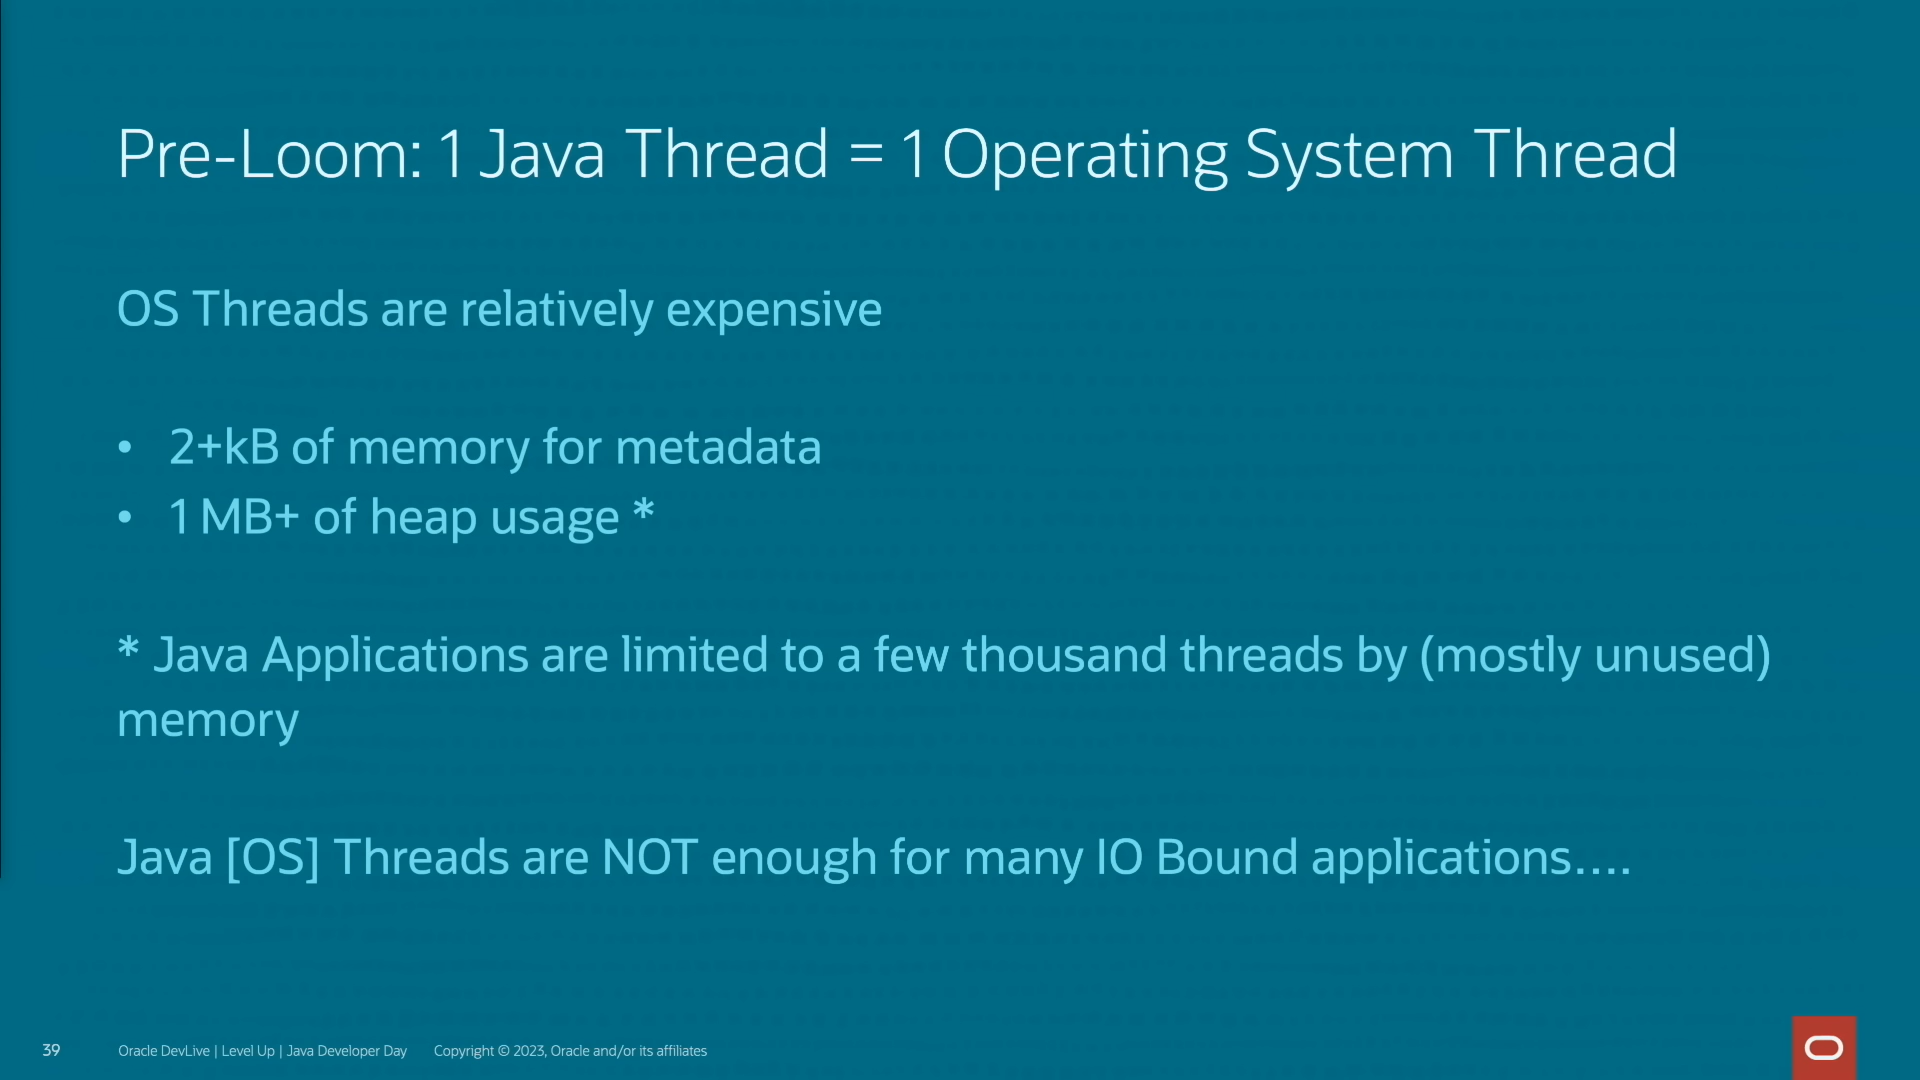 Pre-Loom: 1 Java Thread = 1 Operating System Thread
OS Threads are relatively expensive
• 2+kB of memory for metadata
• 1 MB+ of heap usage *
* Java Applications are limited to a few thousand threads by (mostly unused)
memory
Java [OS] Threads are NOT enough for many IO Bound applications....
39 Oracle DevLive | Level Up | Java Developer Day Copyright © 2023, Oracle and/or its affiliates